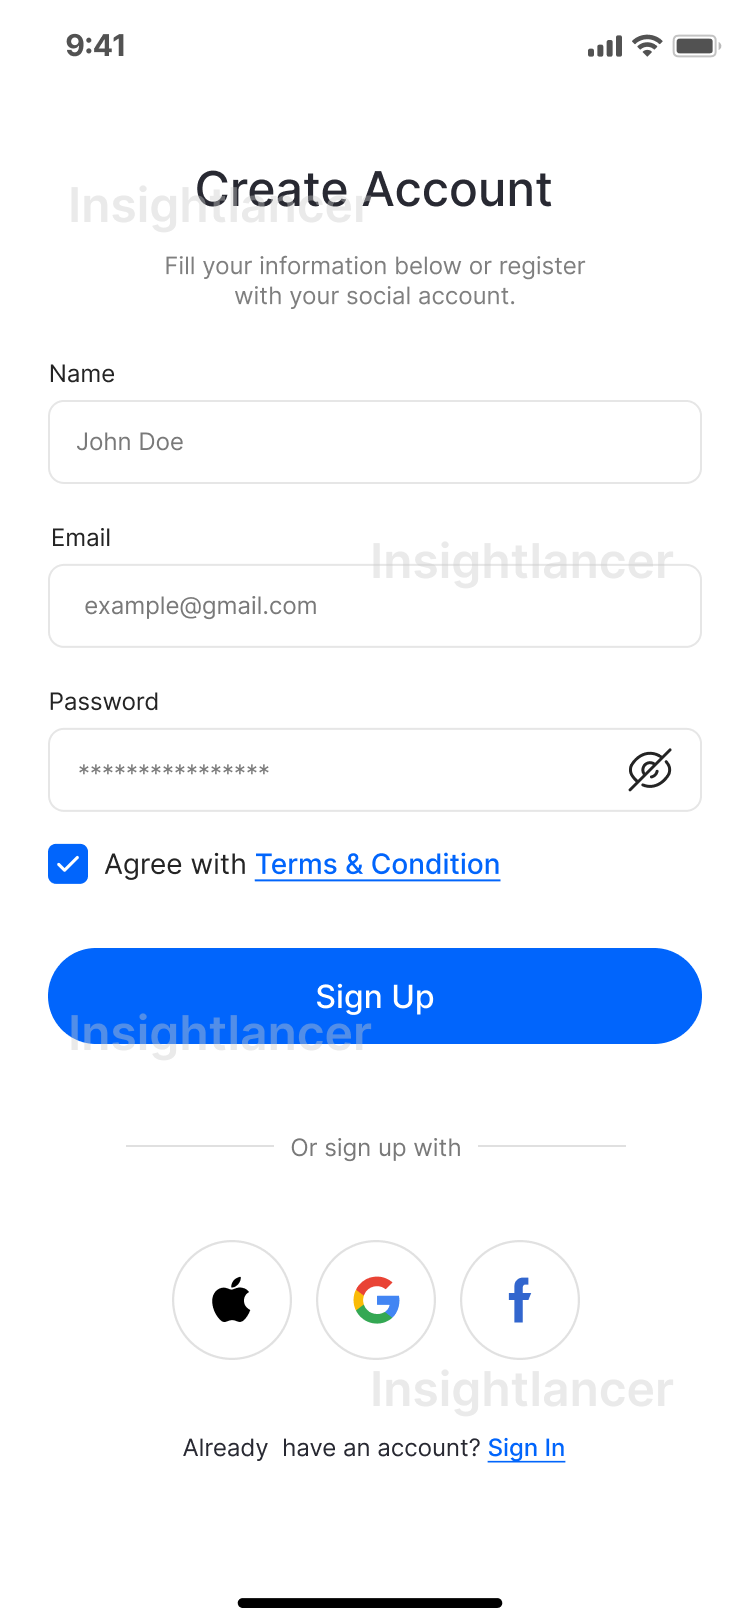 9:41
Create Account
Insightlancer
Fill your information below or register
with your social account.
Name
John Doe
Email
Insightlancer
example@gmail.com
Password
****************
Agree with Terms & Condition
Sign Up
Insightlancer
Or sign up with
Insightlancer
Already  have an account? Sign In